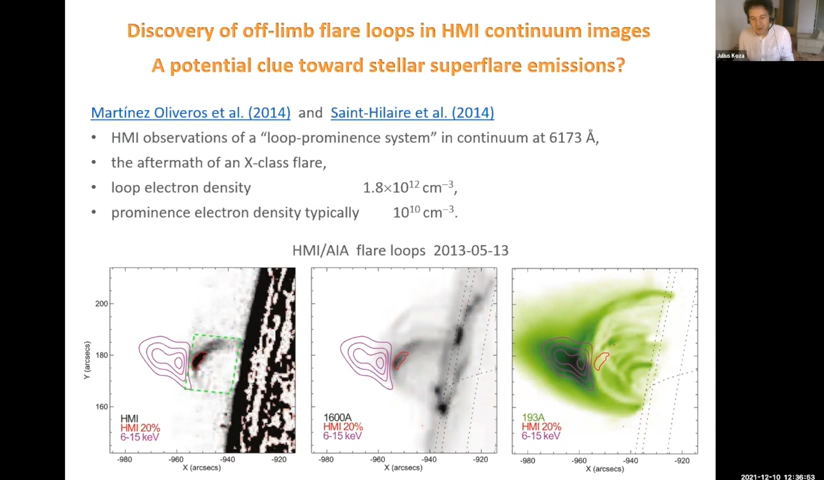 Discovery of off-limb flare loops in HMI continuum images
A potential clue toward stellar superflare emissions?
Julius Koza
Martínez Oliveros et al. (2014) and Saint-Hilaire et al. (2014)
• HMI observations of a “loop-prominence system” in continuum at 6173 Å,
• the aftermath of an X-class flare,
• loop electron density 1.8×10¹² cm⁻³,
• prominence electron density typically 10¹⁰ cm⁻³.
HMI/AIA flare loops 2013-05-13
200
180
160
Y (arcsecs)
HMI
HMI 20%
6-15 keV
-980 -960 -940 -920
X (arcsecs)
1600A
HMI 20%
6-15 keV
-980 -960 -940 -920
X (arcsecs)
193A
HMI 20%
6-15 keV
-980 -960 -940 -920
X (arcsecs)
2021-12-10 12:36:53